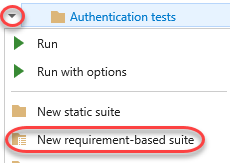 Authentication tests
Run
Run with options
New static suite
New requirement-based suite